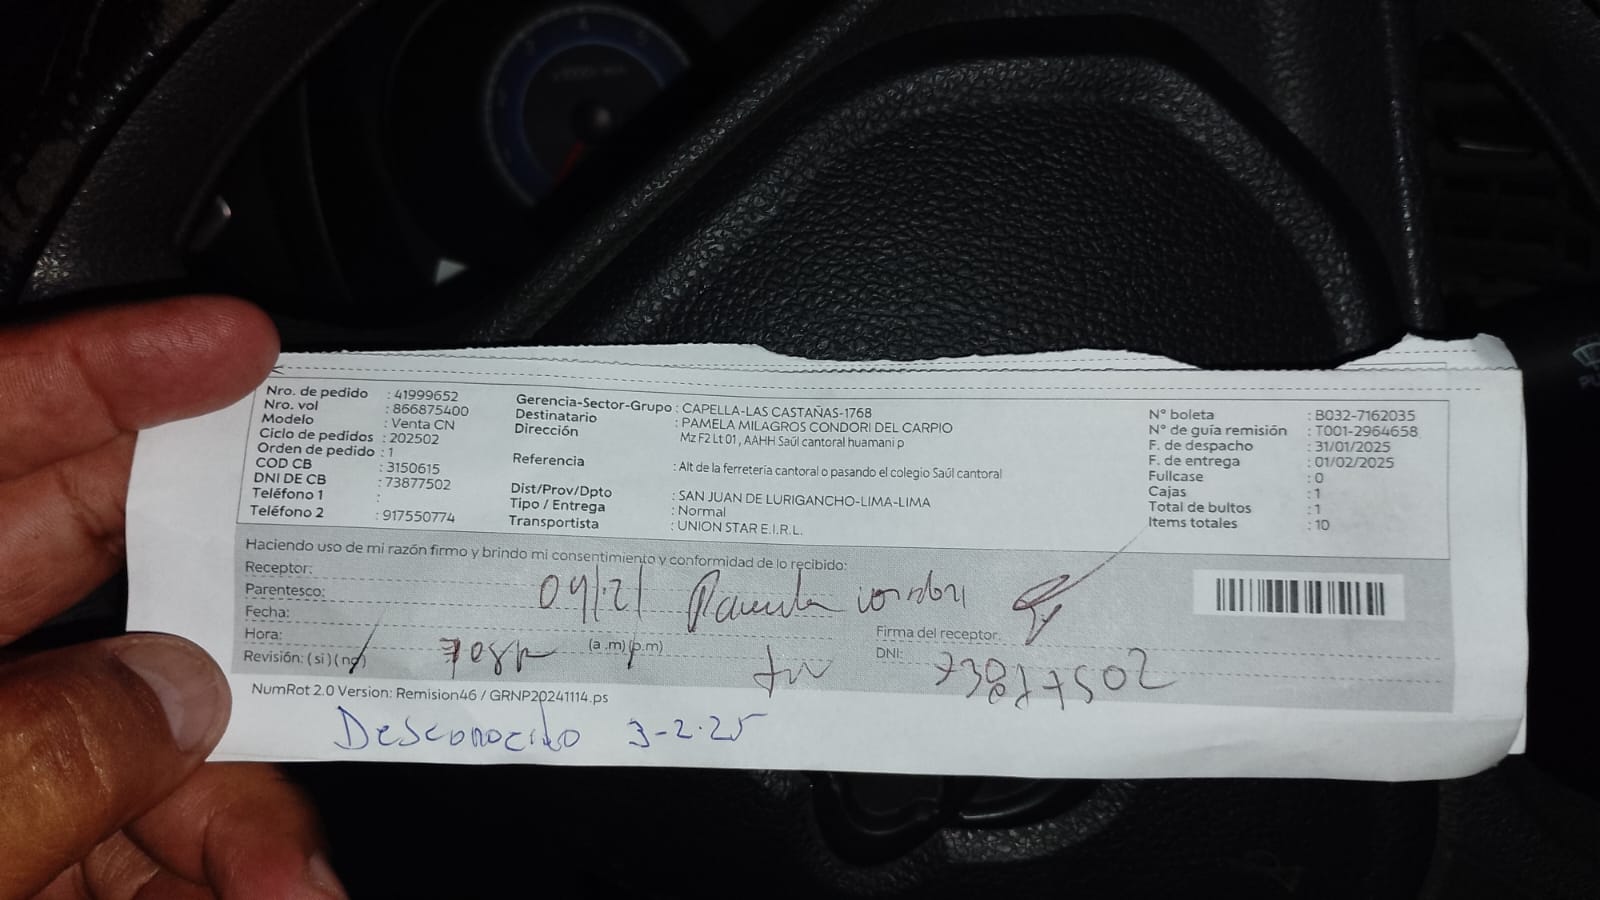 Nro. de pedido : 41999652
Nro. vol : 866875400
Modelo : Venta CN
Ciclo de pedidos : 202502
Orden de pedido : 1
COD CB : 3150615
DNI DE CB : 73877502
Teléfono 1 :
Teléfono 2 : 917550774
Gerencia-Sector-Grupo : CAPELLA-LAS CASTAÑAS-1768
Destinatario : PAMELA MILAGROS CONDORI DEL CARPIO
Dirección Mz F2 Lt 01 , AAHH Saúl cantoral huamani p
Referencia : Alt de la ferretería cantoral o pasando el colegio Saúl cantoral
Dist/Prov/Dpto : SAN JUAN DE LURIGANCHO-LIMA-LIMA
Tipo / Entrega : Normal
Transportista : UNION STAR E.I.R.L.
N° boleta : B032-7162035
N° de guía remisión : T001-2964658
F. de despacho : 31/01/2025
F. de entrega : 01/02/2025
Fullcase : 0
Cajas : 1
Total de bultos : 1
Items totales : 10
Haciendo uso de mi razón firmo y brindo mi consentimiento y conformidad de lo recibido:
Receptor:
Parentesco:
Fecha:
Hora: (a .m) (p.m)
Revisión: ( si ) ( no )
Firma del receptor:
DNI: 73877502
NumRot 2.0 Version: Remision46 / GRNP20241114.ps
Desconocido 3-2-25